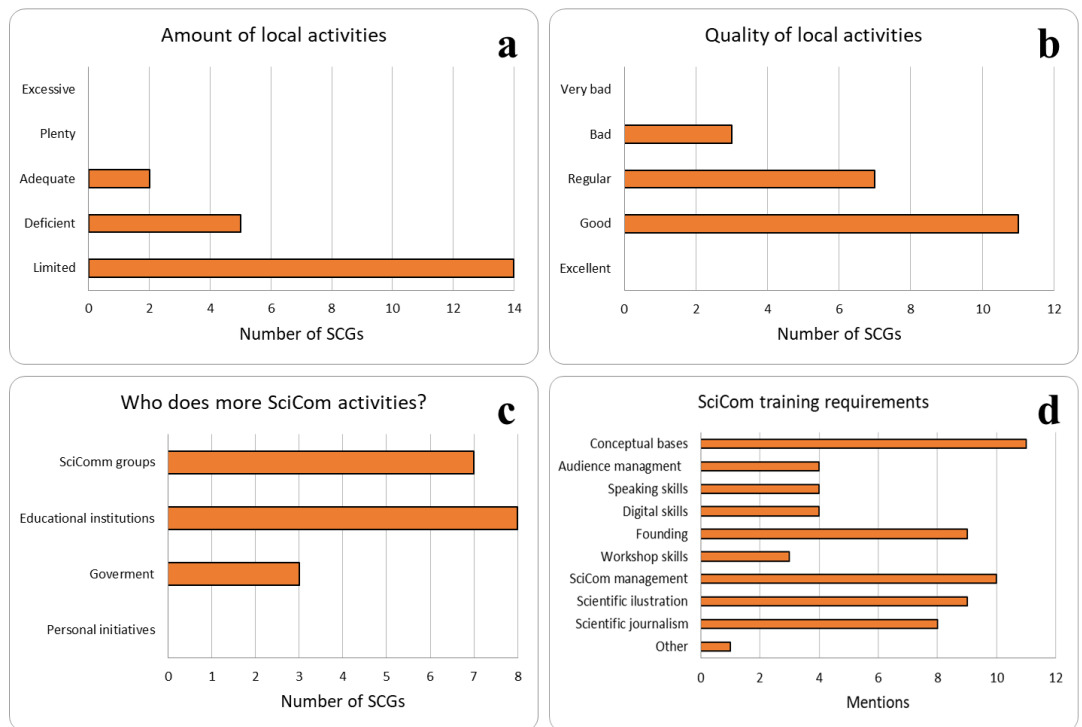 Amount of local activities
a
Excessive
Plenty
Adequate
Deficient
Limited
0 2 4 6 8 10 12 14
Number of SCGs
Quality of local activities
b
Very bad
Bad
Regular
Good
Excellent
0 2 4 6 8 10 12
Number of SCGs
Who does more SciCom activities?
c
SciComm groups
Educational institutions
Goverment
Personal initiatives
0 1 2 3 4 5 6 7 8
Number of SCGs
SciCom training requirements
d
Conceptual bases
Audience managment
Speaking skills
Digital skills
Founding
Workshop skills
SciCom management
Scientific ilustration
Scientific journalism
Other
0 2 4 6 8 10 12
Mentions